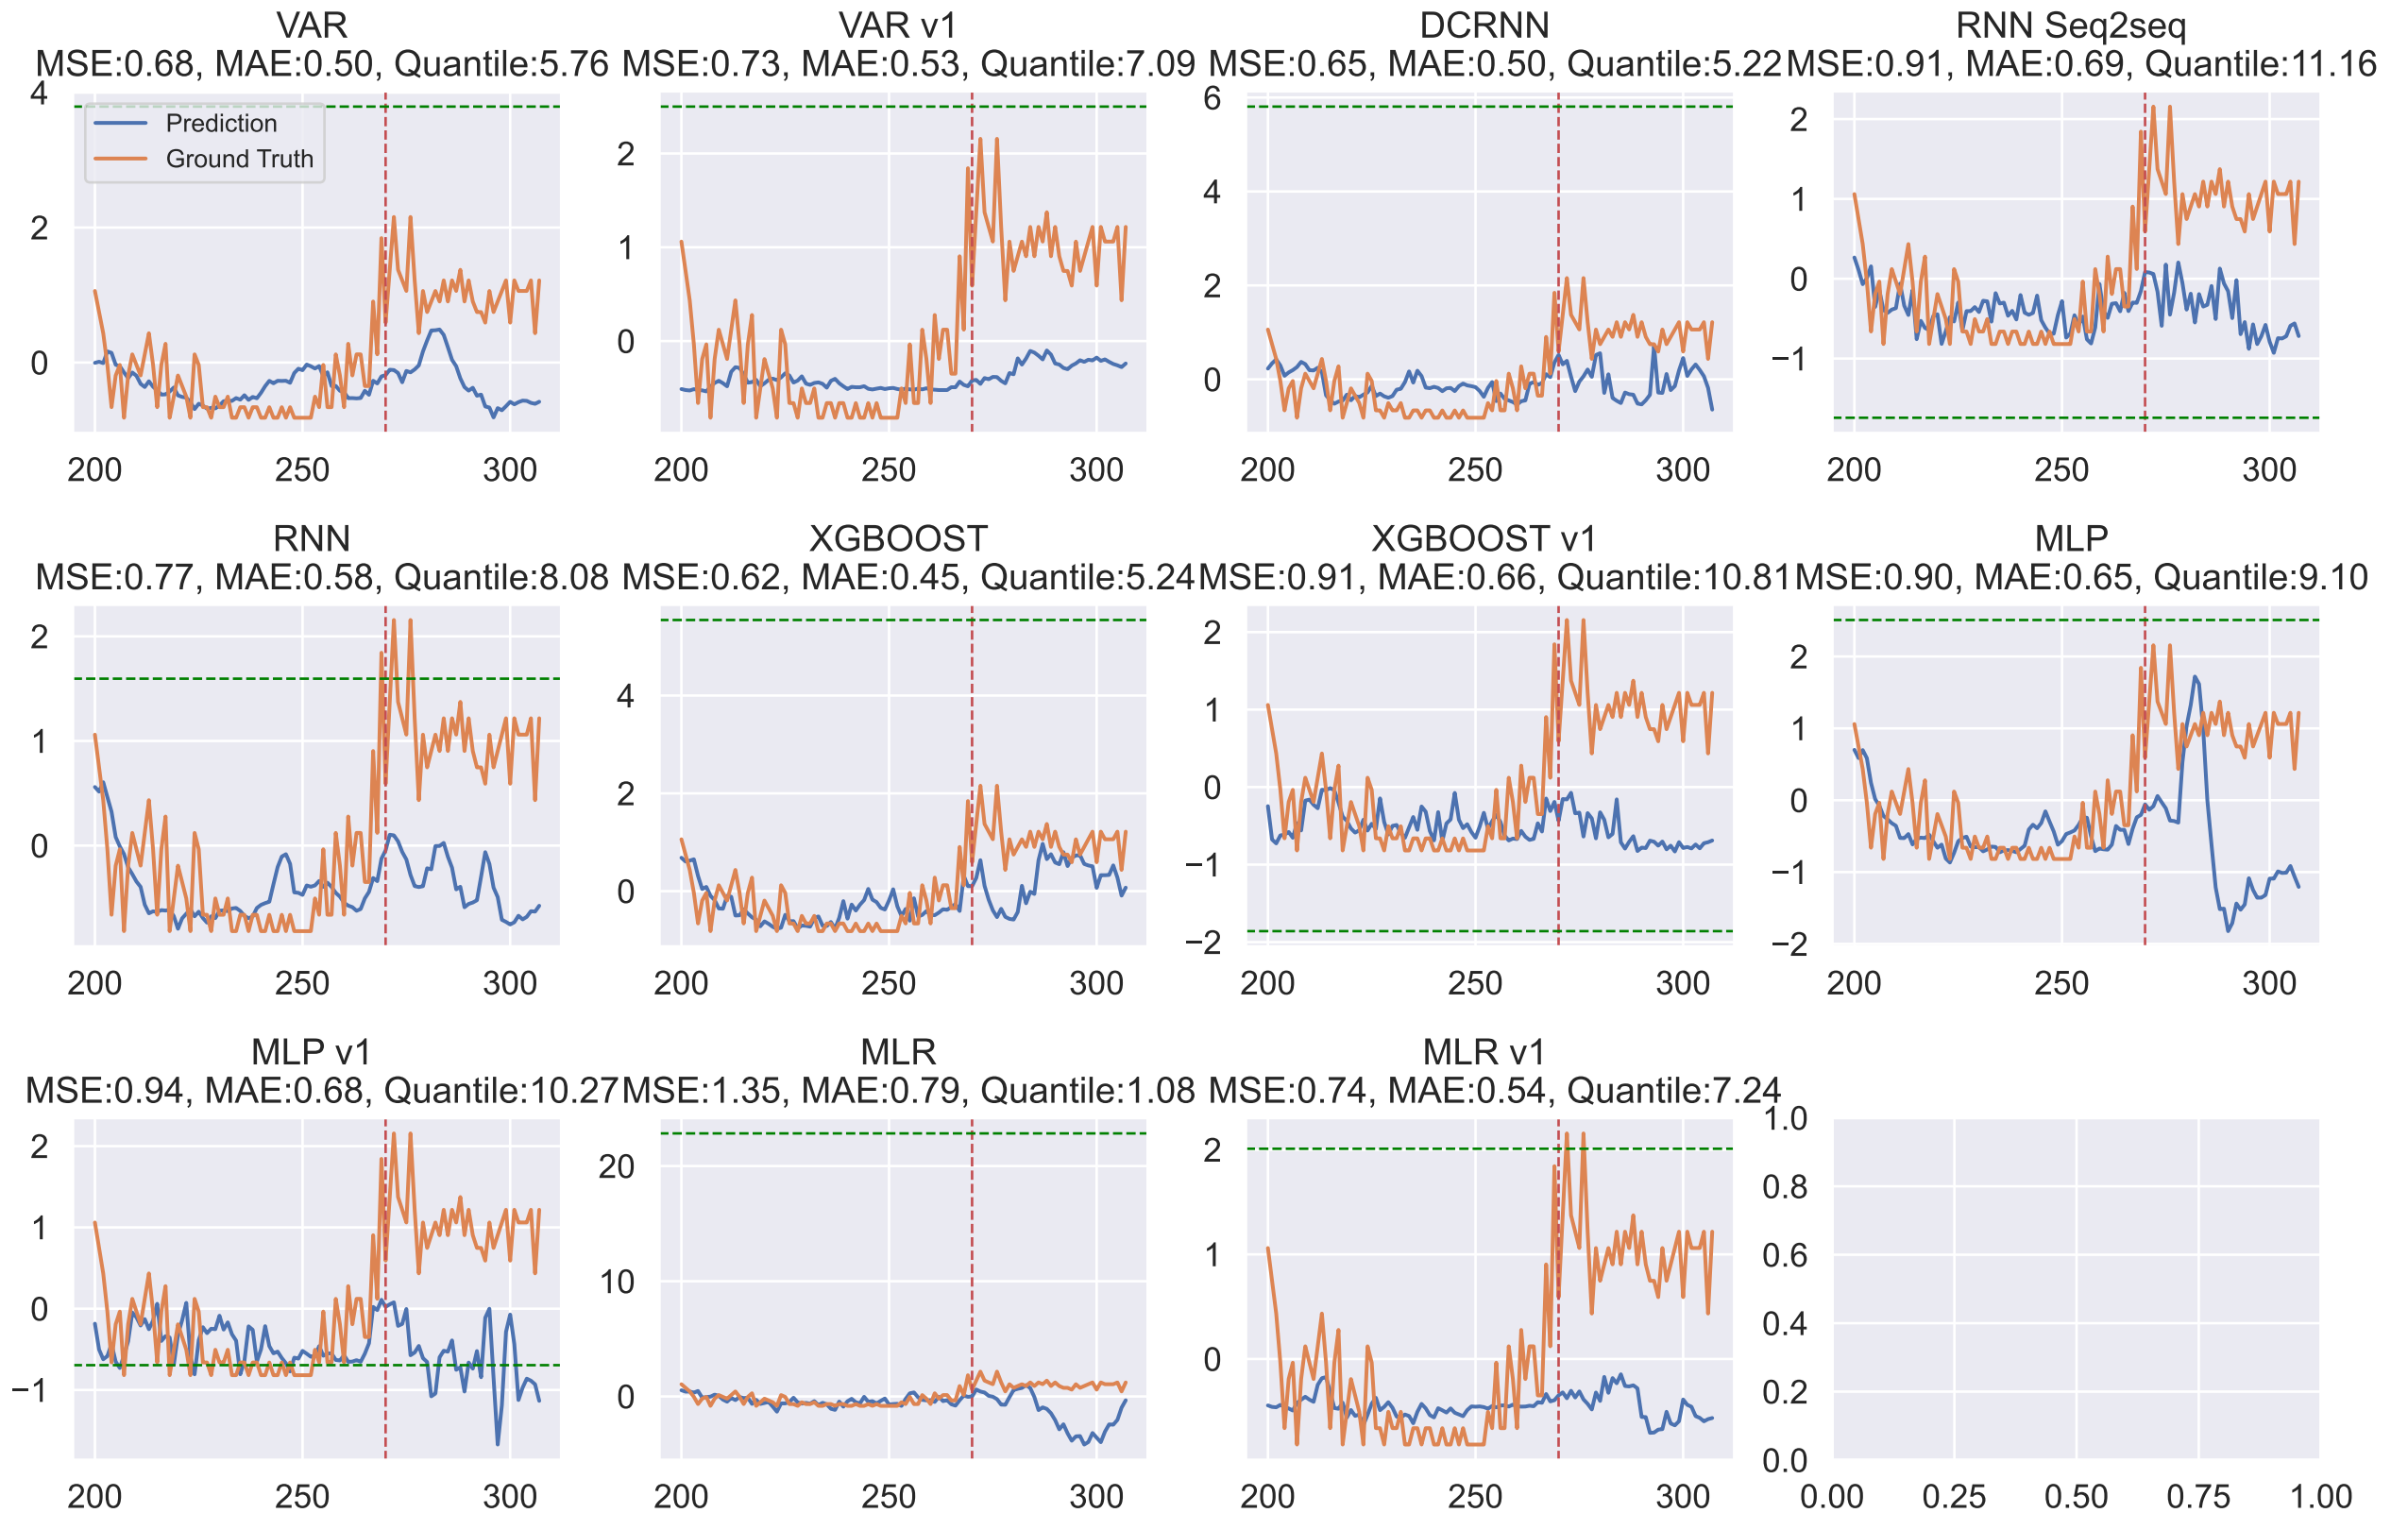 VAR
MSE:0.68, MAE:0.50, Quantile:5.76
4
2
0
Prediction
Ground Truth
200 250 300
VAR v1
MSE:0.73, MAE:0.53, Quantile:7.09
2
1
0
200 250 300
DCRNN
MSE:0.65, MAE:0.50, Quantile:5.22
6
4
2
0
200 250 300
RNN Seq2seq
MSE:0.91, MAE:0.69, Quantile:11.16
2
1
0
−1
200 250 300
RNN
MSE:0.77, MAE:0.58, Quantile:8.08
2
1
0
200 250 300
XGBOOST
MSE:0.62, MAE:0.45, Quantile:5.24
4
2
0
200 250 300
XGBOOST v1
MSE:0.91, MAE:0.66, Quantile:10.81
2
1
0
−1
−2
200 250 300
MLP
MSE:0.90, MAE:0.65, Quantile:9.10
2
1
0
−1
−2
200 250 300
MLP v1
MSE:0.94, MAE:0.68, Quantile:10.27
2
1
0
−1
200 250 300
MLR
MSE:1.35, MAE:0.79, Quantile:1.08
20
10
0
200 250 300
MLR v1
MSE:0.74, MAE:0.54, Quantile:7.24
2
1
0
200 250 300
1.0
0.8
0.6
0.4
0.2
0.0
0.00 0.25 0.50 0.75 1.00